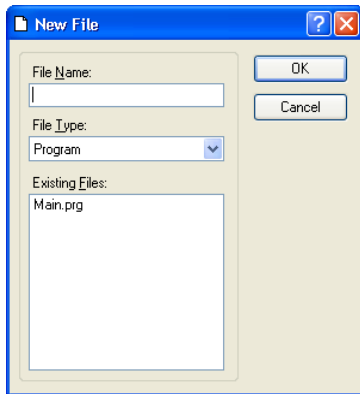 New File
File Name:
OK
Cancel
File Type:
Program
Existing Files:
Main.prg